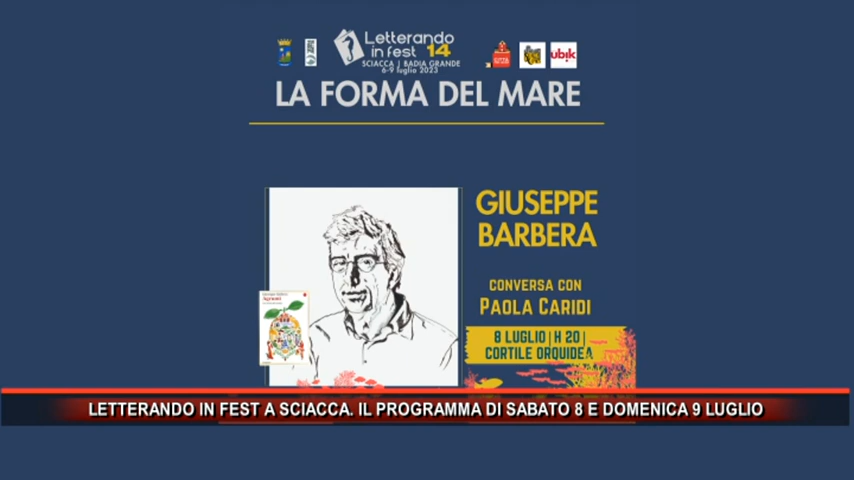 Letterando
in fest 14
SCIACCA | BADIA GRANDE
6-9 luglio 2023
ubik
LA FORMA DEL MARE
GIUSEPPE
BARBERA
CONVERSA CON
PAOLA CARIDI
Agrumi
8 LUGLIO | H 20 |
CORTILE ORQUIDEA
LETTERANDO IN FEST A SCIACCA. IL PROGRAMMA DI SABATO 8 E DOMENICA 9 LUGLIO